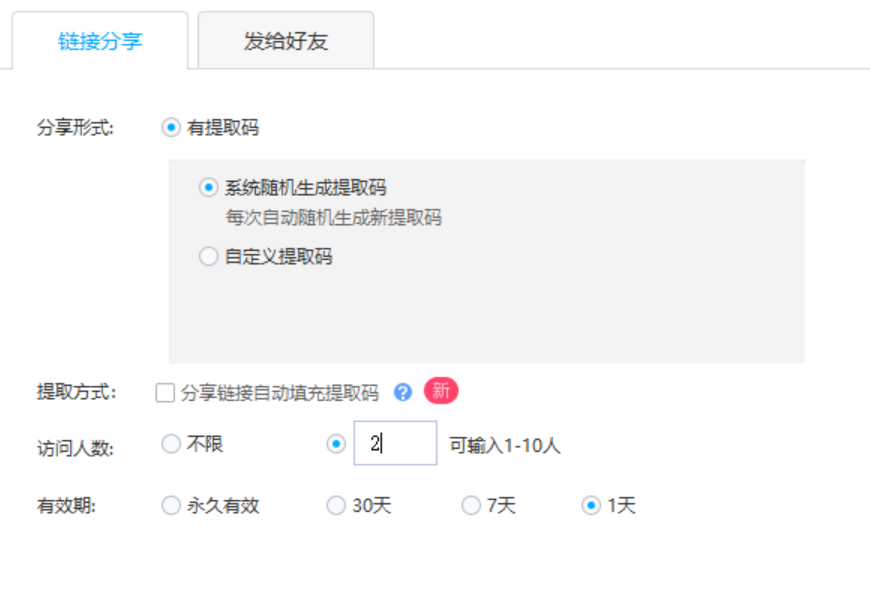 链接分享 发给好友
分享形式: 有提取码
系统随机生成提取码
每次自动随机生成新提取码
自定义提取码
提取方式: 分享链接自动填充提取码 ? 新
访问人数: 不限 2 可输入1-10人
有效期: 永久有效 30天 7天 1天